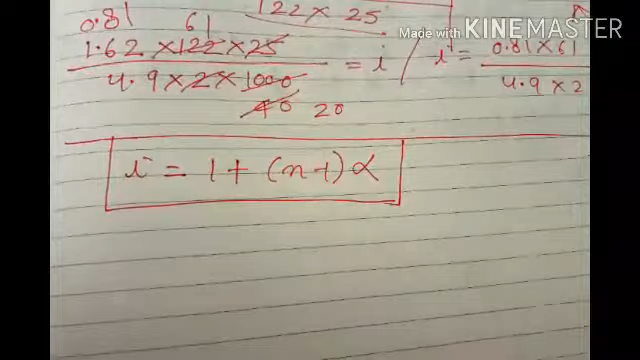 122 × 25
Made with KINEMASTER
0.81 61
1.62 × 122 × 25
4.9 × 2 × 1000 = i / i =
40 20
0.81 × 61
4.9 × 2
i = 1 + (n-1)α